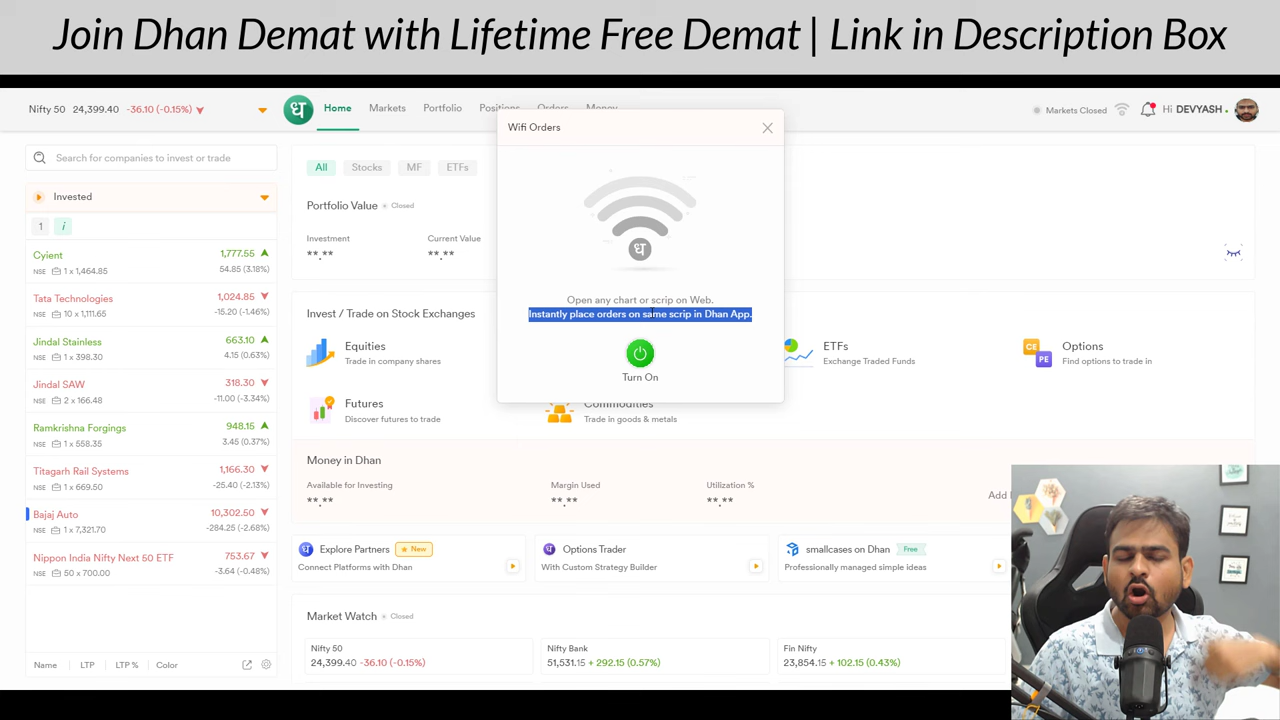 Join Dhan Demat with Lifetime Free Demat | Link in Description Box
Nifty 50 24,399.40 -36.10 (-0.15%)
ध
Home Markets Portfolio Positions Orders Money
Markets Closed
Hi DEVYASH.
Search for companies to invest or trade
Invested
1 i
Cyient 1,777.55
NSE 1 x 1,464.85 54.85 (3.18%)
Tata Technologies 1,024.85
NSE 10 x 1,111.65 -15.20 (-1.46%)
Jindal Stainless 663.10
NSE 1 x 398.30 4.15 (0.63%)
Jindal SAW 318.30
NSE 2 x 166.48 -11.00 (-3.34%)
Ramkrishna Forgings 948.15
NSE 1 x 558.35 3.45 (0.37%)
Titagarh Rail Systems 1,166.30
NSE 1 x 669.50 -25.40 (-2.13%)
Bajaj Auto 10,302.50
NSE 1 x 7,321.70 -284.25 (-2.68%)
Nippon India Nifty Next 50 ETF 753.67
NSE 50 x 700.00 -3.64 (-0.48%)
Name LTP LTP % Color
All Stocks MF ETFs
Portfolio Value Closed
Investment Current Value
**.** **.**
Wifi Orders
ध
Open any chart or scrip on Web.
Instantly place orders on same scrip in Dhan App.
Turn On
Invest / Trade on Stock Exchanges
Equities
Trade in company shares
ETFs
Exchange Traded Funds
CE
PE
Options
Find options to trade in
Futures
Discover futures to trade
Commodities
Trade in goods & metals
Money in Dhan
Available for Investing Margin Used Utilization %
**.** **.** **.**
Add
Explore Partners New
Connect Platforms with Dhan
Options Trader
With Custom Strategy Builder
smallcases on Dhan Free
Professionally managed simple ideas
Market Watch Closed
Nifty 50
24,399.40 -36.10 (-0.15%)
Nifty Bank
51,531.15 + 292.15 (0.57%)
Fin Nifty
23,854.15 + 102.15 (0.43%)